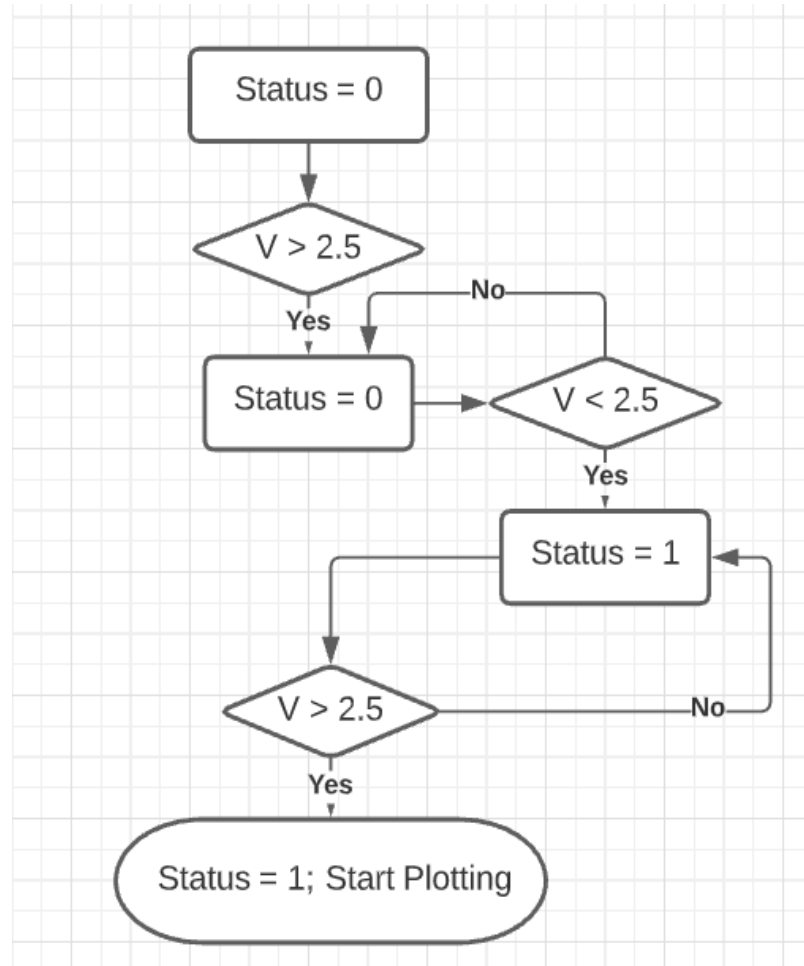 Status = 0
V > 2.5
Yes
No
Status = 0
V < 2.5
Yes
Status = 1
V > 2.5
No
Yes
Status = 1; Start Plotting